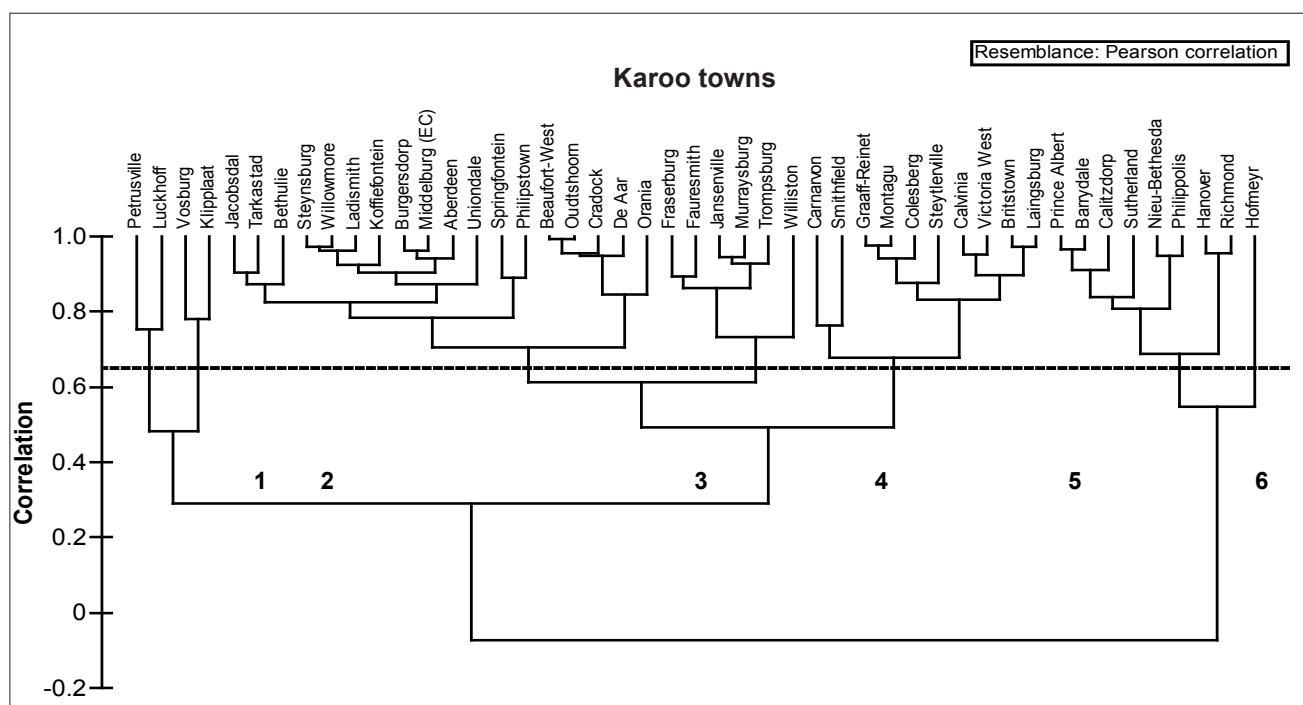 Resemblance: Pearson correlation
Karoo towns
Petrusville
Luckhoff
Vosburg
Klipplaat
Jacobsdal
Tarkastad
Bethulie
Steynsburg
Willowmore
Ladismith
Koffiefontein
Burgersdorp
Middelburg (EC)
Aberdeen
Uniondale
Springfontein
Philipstown
Beaufort-West
Oudtshoorn
Cradock
De Aar
Orania
Fraserburg
Fauresmith
Jansenville
Murraysburg
Trompsburg
Williston
Carnarvon
Smithfield
Graaff-Reinet
Montagu
Colesberg
Steytlerville
Calvinia
Victoria West
Britstown
Laingsburg
Prince Albert
Barrydale
Calitzdorp
Sutherland
Nieu-Bethesda
Philippolis
Hanover
Richmond
Hofmeyr
1.0
0.8
0.6
0.4
0.2
0
-0.2
Correlation
1 2 3 4 5 6